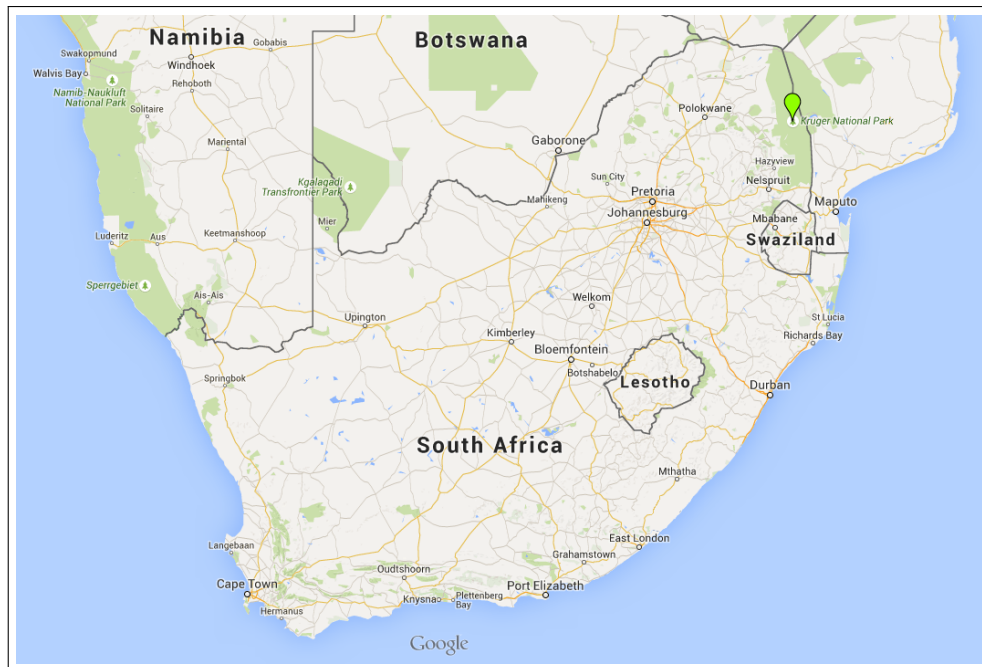 Namibia
Gobabis
Swakopmund
Windhoek
Walvis Bay
Namib-Naukluft
National Park
Rehoboth
Solitaire
Mariental
Botswana
Polokwane
Kruger National Park
Gaborone
Hazyview
Kgalagadi
Transfrontier Park
Sun City
Nelspruit
Pretoria
Mahikeng
Maputo
Johannesburg
Mier
Mbabane
Luderitz
Aus
Keetmanshoop
Swaziland
Sperrgebiet
Ais-Ais
Welkom
St Lucia
Upington
Kimberley
Richards Bay
Bloemfontein
Botshabelo
Springbok
Lesotho
Durban
South Africa
Mthatha
East London
Langebaan
Grahamstown
Oudtshoorn
Cape Town
Port Elizabeth
Knysna
Plettenberg
Bay
Hermanus
Google